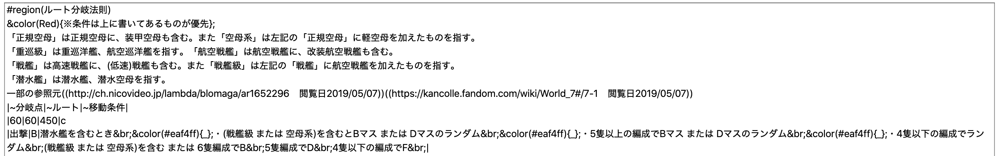 #region(ルート分岐法則)
&color(Red){※条件は上に書いてあるものが優先};
「正規空母」は正規空母に、装甲空母も含む。また「空母系」は左記の「正規空母」に軽空母を加えたものを指す。
「重巡級」は重巡洋艦、航空巡洋艦を指す。「航空戦艦」は航空戦艦に、改装航空戦艦も含む。
「戦艦」は高速戦艦に、(低速)戦艦も含む。また「戦艦級」は左記の「戦艦」に航空戦艦を加えたものを指す。
「潜水艦」は潜水艦、潜水空母を指す。
一部の参照元((http://ch.nicovideo.jp/lambda/blomaga/ar1652296　閲覧日2019/05/07))((https://kancolle.fandom.com/wiki/World_7#/7-1　閲覧日2019/05/07))
|~分岐点|~ルート|~移動条件|
|60|60|450|c
|出撃|B|潜水艦を含むとき&br;&color(#eaf4ff){_};・(戦艦級 または 空母系)を含むとBマス または Dマスのランダム&br;&color(#eaf4ff){_};・5隻以上の編成でBマス または Dマスのランダム&br;&color(#eaf4ff){_};・4隻以下の編成でラン
ダム&br;(戦艦級 または 空母系)を含む または 6隻編成でB&br;5隻編成でD&br;4隻以下の編成でF&br;|